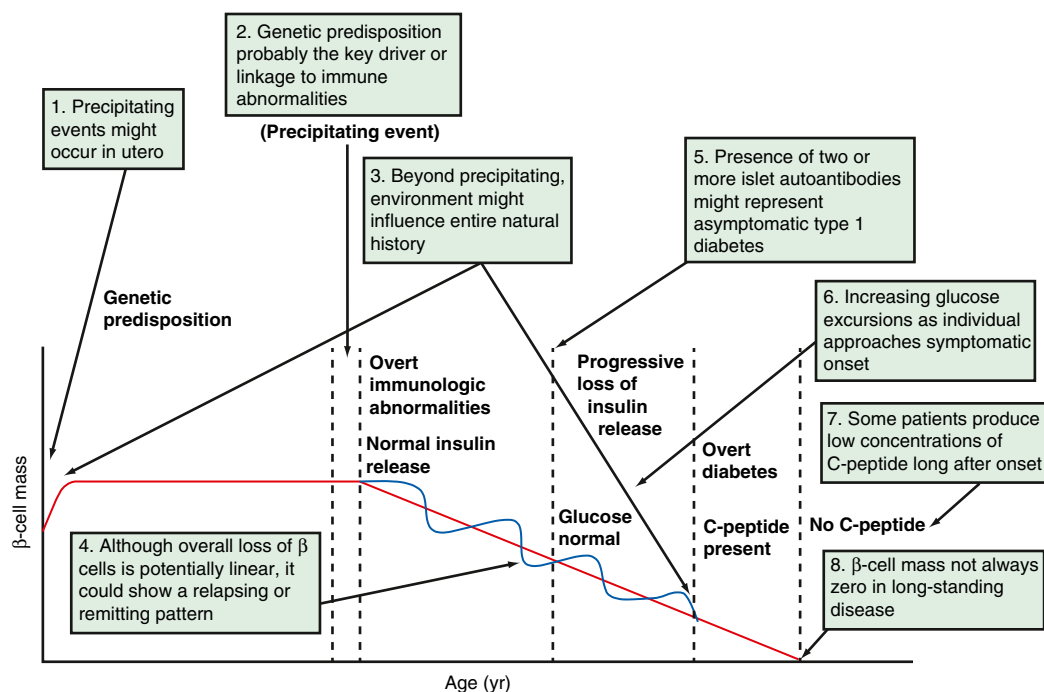 2. Genetic predisposition
probably the key driver or
linkage to immune
abnormalities
(Precipitating event)
1. Precipitating
events might
occur in utero
3. Beyond precipitating,
environment might
influence entire natural
history
5. Presence of two or
more islet autoantibodies
might represent
asymptomatic type 1
diabetes
Genetic
predisposition
6. Increasing glucose
excursions as individual
approaches symptomatic
onset
Overt
immunologic
abnormalities
Normal insulin
release
Progressive
loss of
insulin
release
7. Some patients produce
low concentrations of
C-peptide long after onset
Overt
diabetes
Glucose
normal
C-peptide
present
No C-peptide
4. Although overall loss of β
cells is potentially linear, it
could show a relapsing or
remitting pattern
8. β-cell mass not always
zero in long-standing
disease
β-cell mass
Age (yr)